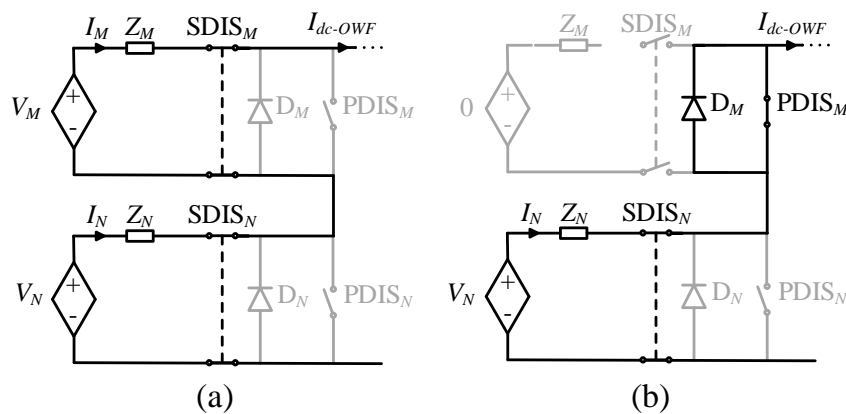 I_M Z_M SDIS_M I_dc-OWF
V_M + - D_M PDIS_M
I_N Z_N SDIS_N
V_N + - D_N PDIS_N
(a)
Z_M SDIS_M I_dc-OWF
0 + - D_M PDIS_M
I_N Z_N SDIS_N
V_N + - D_N PDIS_N
(b)